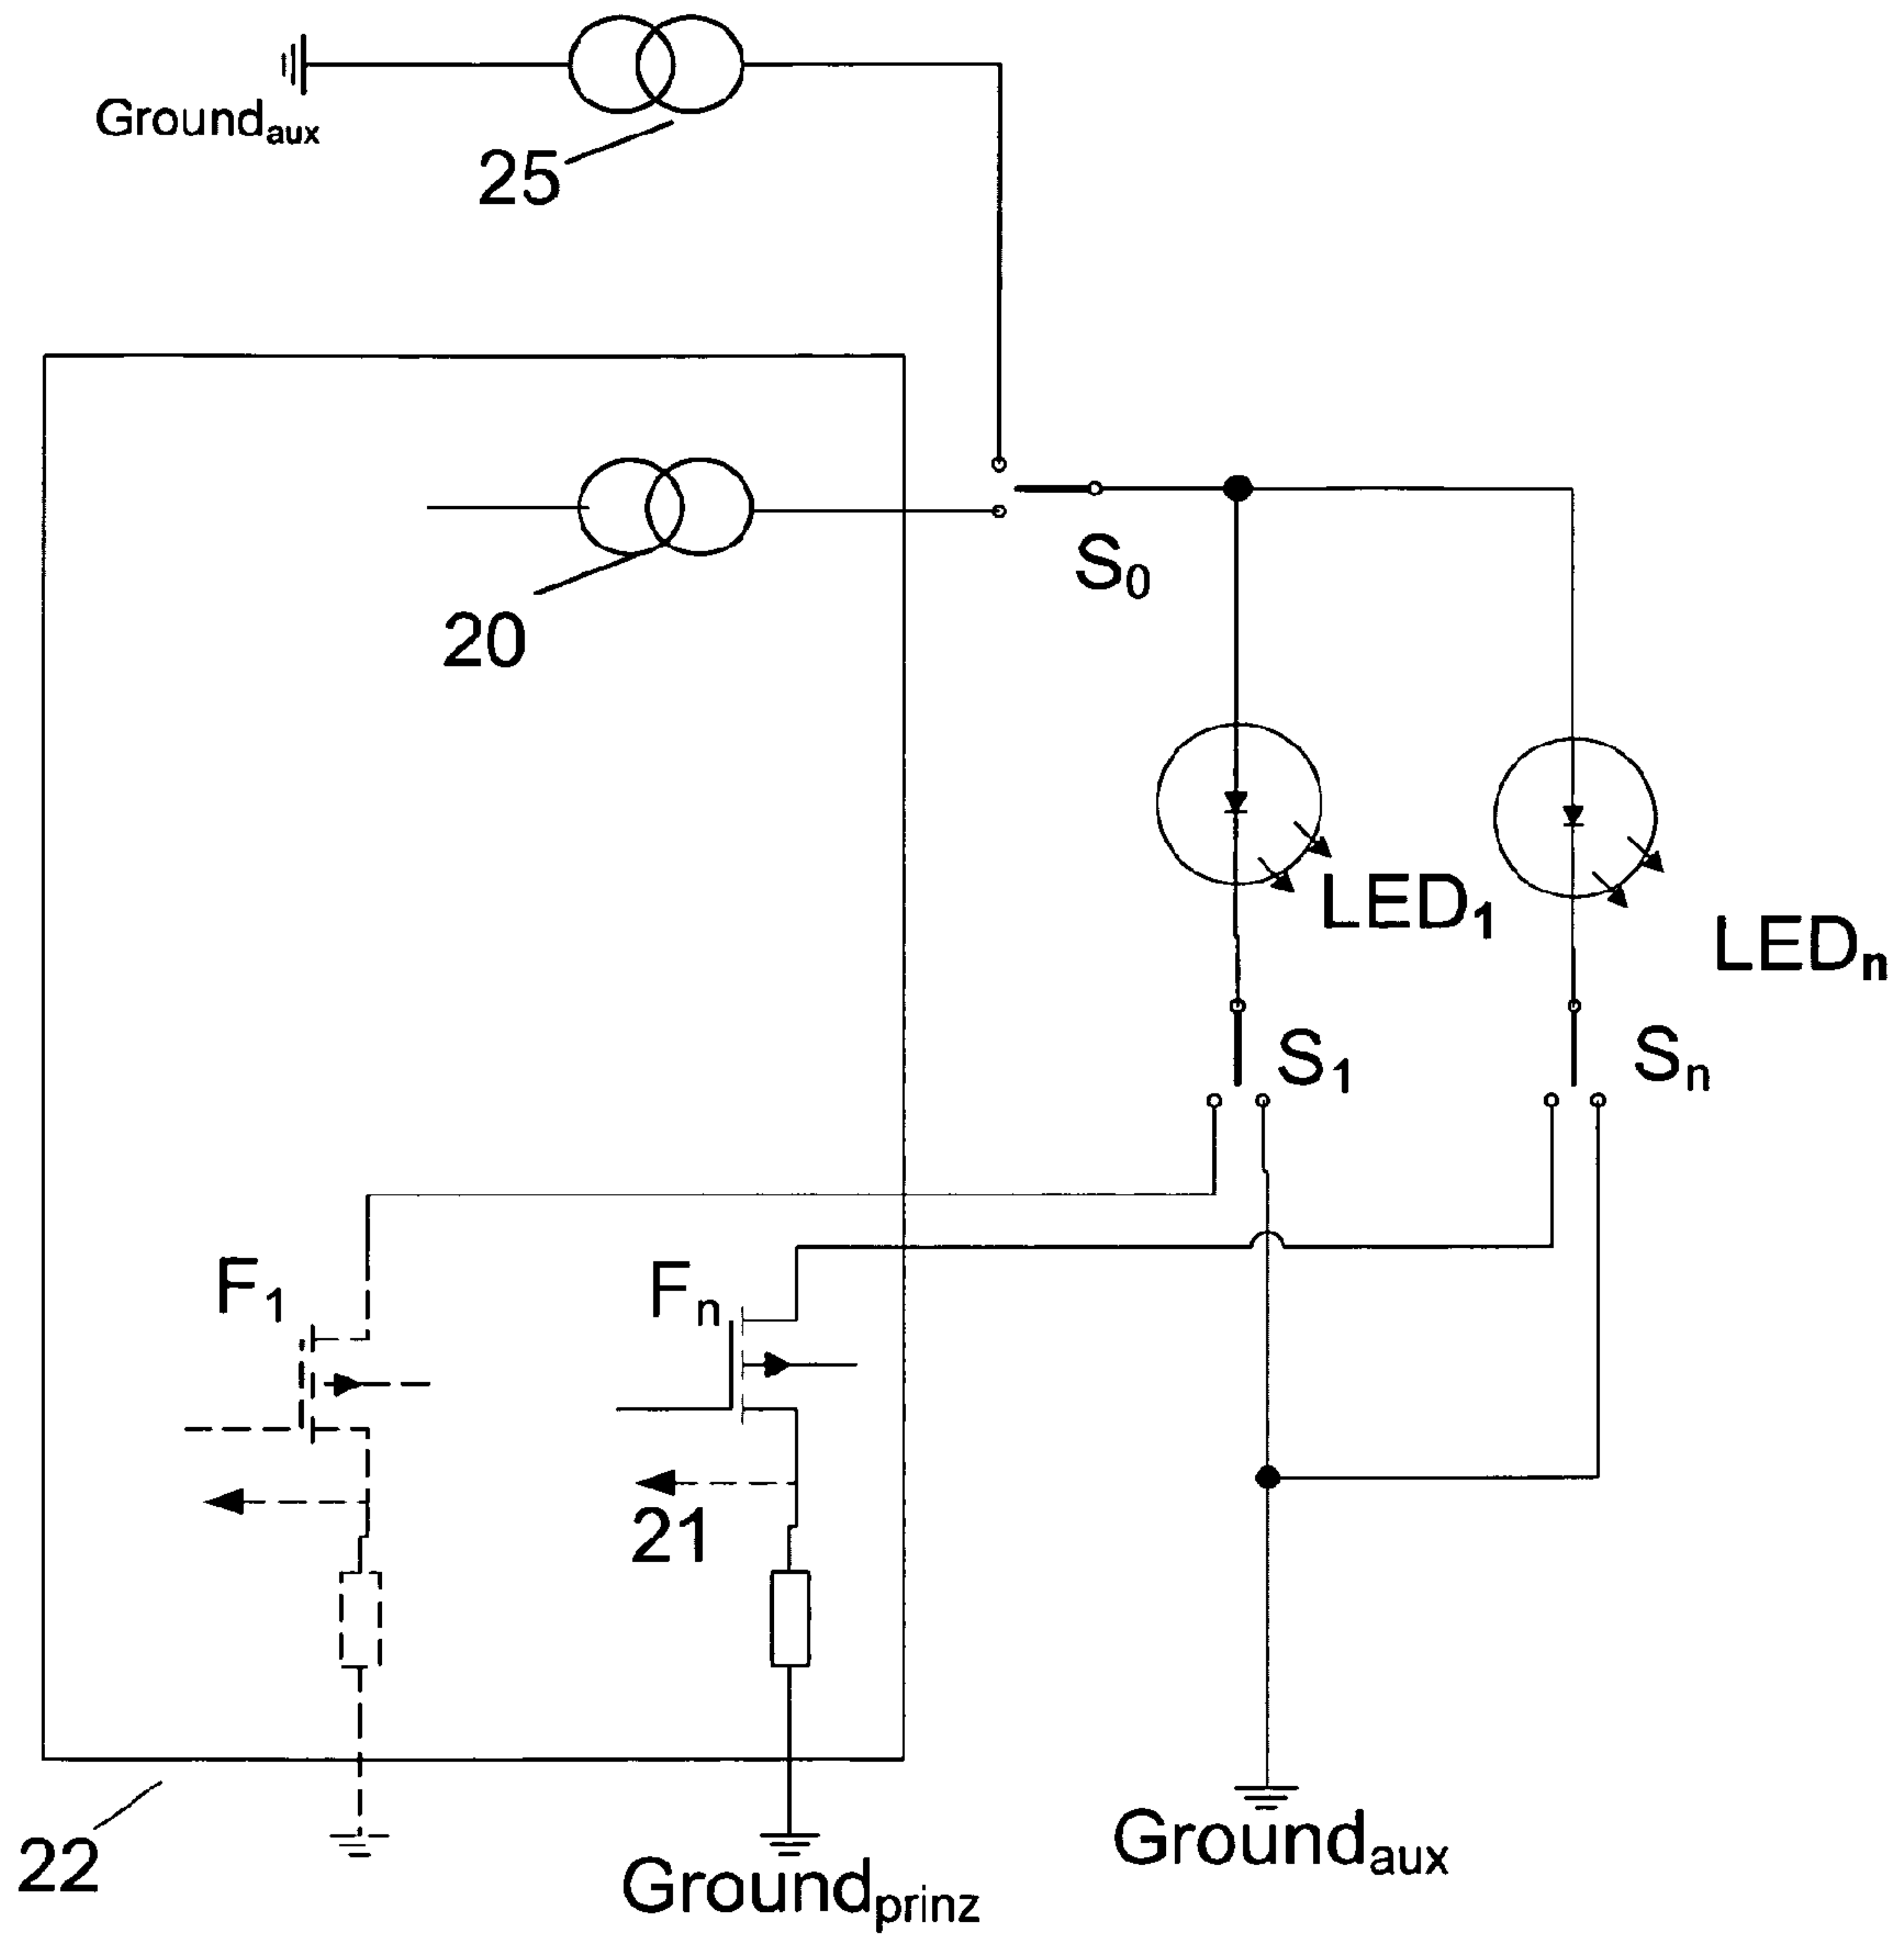 Ground_aux
25
20
S_0
LED_1
LED_n
S_1
S_n
F_1
F_n
21
22
Ground_prinz
Ground_aux